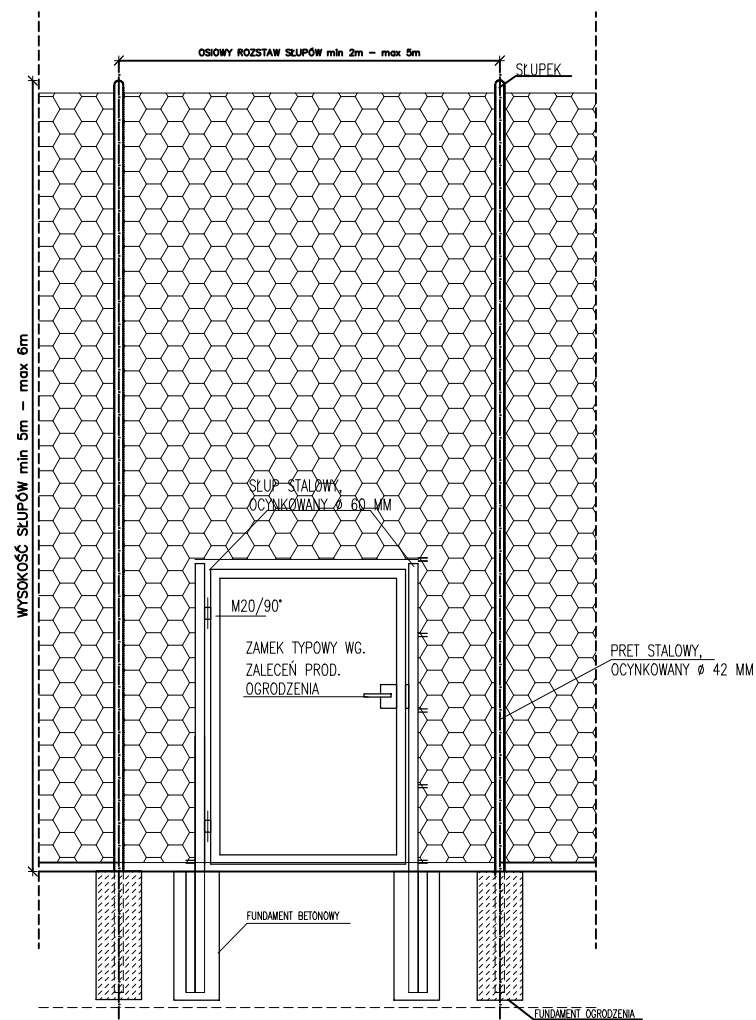 OSIOWY ROZSTAW SŁUPÓW min 2m – max 5m
SŁUPEK
WYSOKOŚĆ SŁUPÓW min 5m – max 6m
SŁUP STALOWY,
OCYNKOWANY Ø 60 MM
M20/90°
ZAMEK TYPOWY WG.
ZALECEŃ PROD.
OGRODZENIA
PRET STALOWY,
OCYNKOWANY Ø 42 MM
FUNDAMENT BETONOWY
FUNDAMENT OGRODZENIA